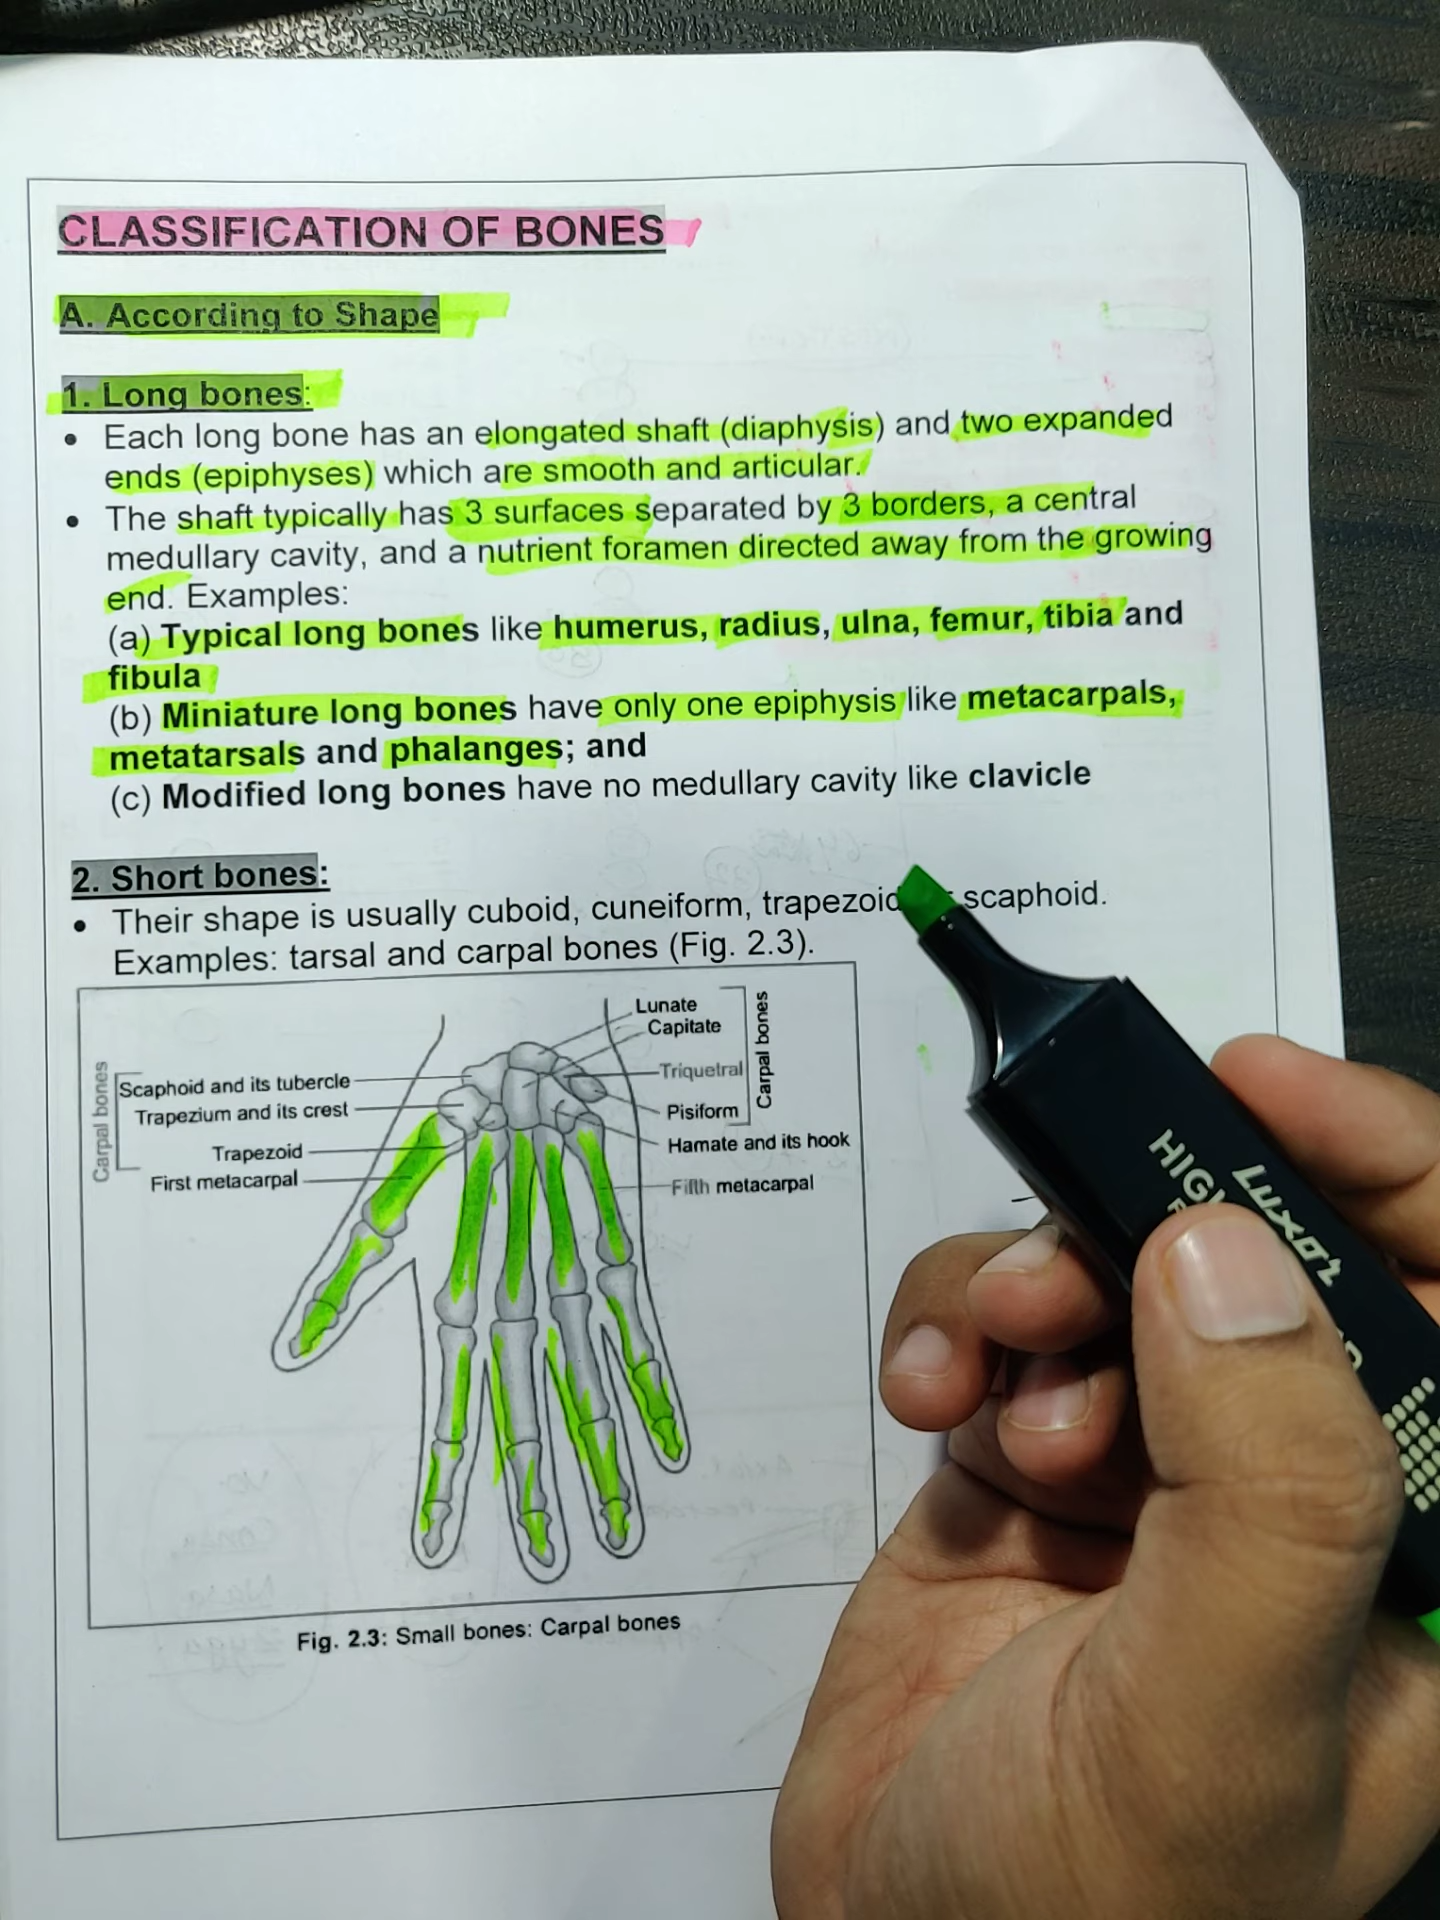 CLASSIFICATION OF BONES
A. According to Shape
1. Long bones:
• Each long bone has an elongated shaft (diaphysis) and two expanded
ends (epiphyses) which are smooth and articular.
• The shaft typically has 3 surfaces separated by 3 borders, a central
medullary cavity, and a nutrient foramen directed away from the growing
end. Examples:
(a) Typical long bones like humerus, radius, ulna, femur, tibia and
fibula
(b) Miniature long bones have only one epiphysis like metacarpals,
metatarsals and phalanges; and
(c) Modified long bones have no medullary cavity like clavicle
2. Short bones:
• Their shape is usually cuboid, cuneiform, trapezoid scaphoid.
Examples: tarsal and carpal bones (Fig. 2.3).
Carpal bones
Scaphoid and its tubercle
Trapezium and its crest
Trapezoid
First metacarpal
Lunate
Capitate
Triquetral
Pisiform
Carpal bones
Hamate and its hook
Fifth metacarpal
Fig. 2.3: Small bones: Carpal bones
Luxor